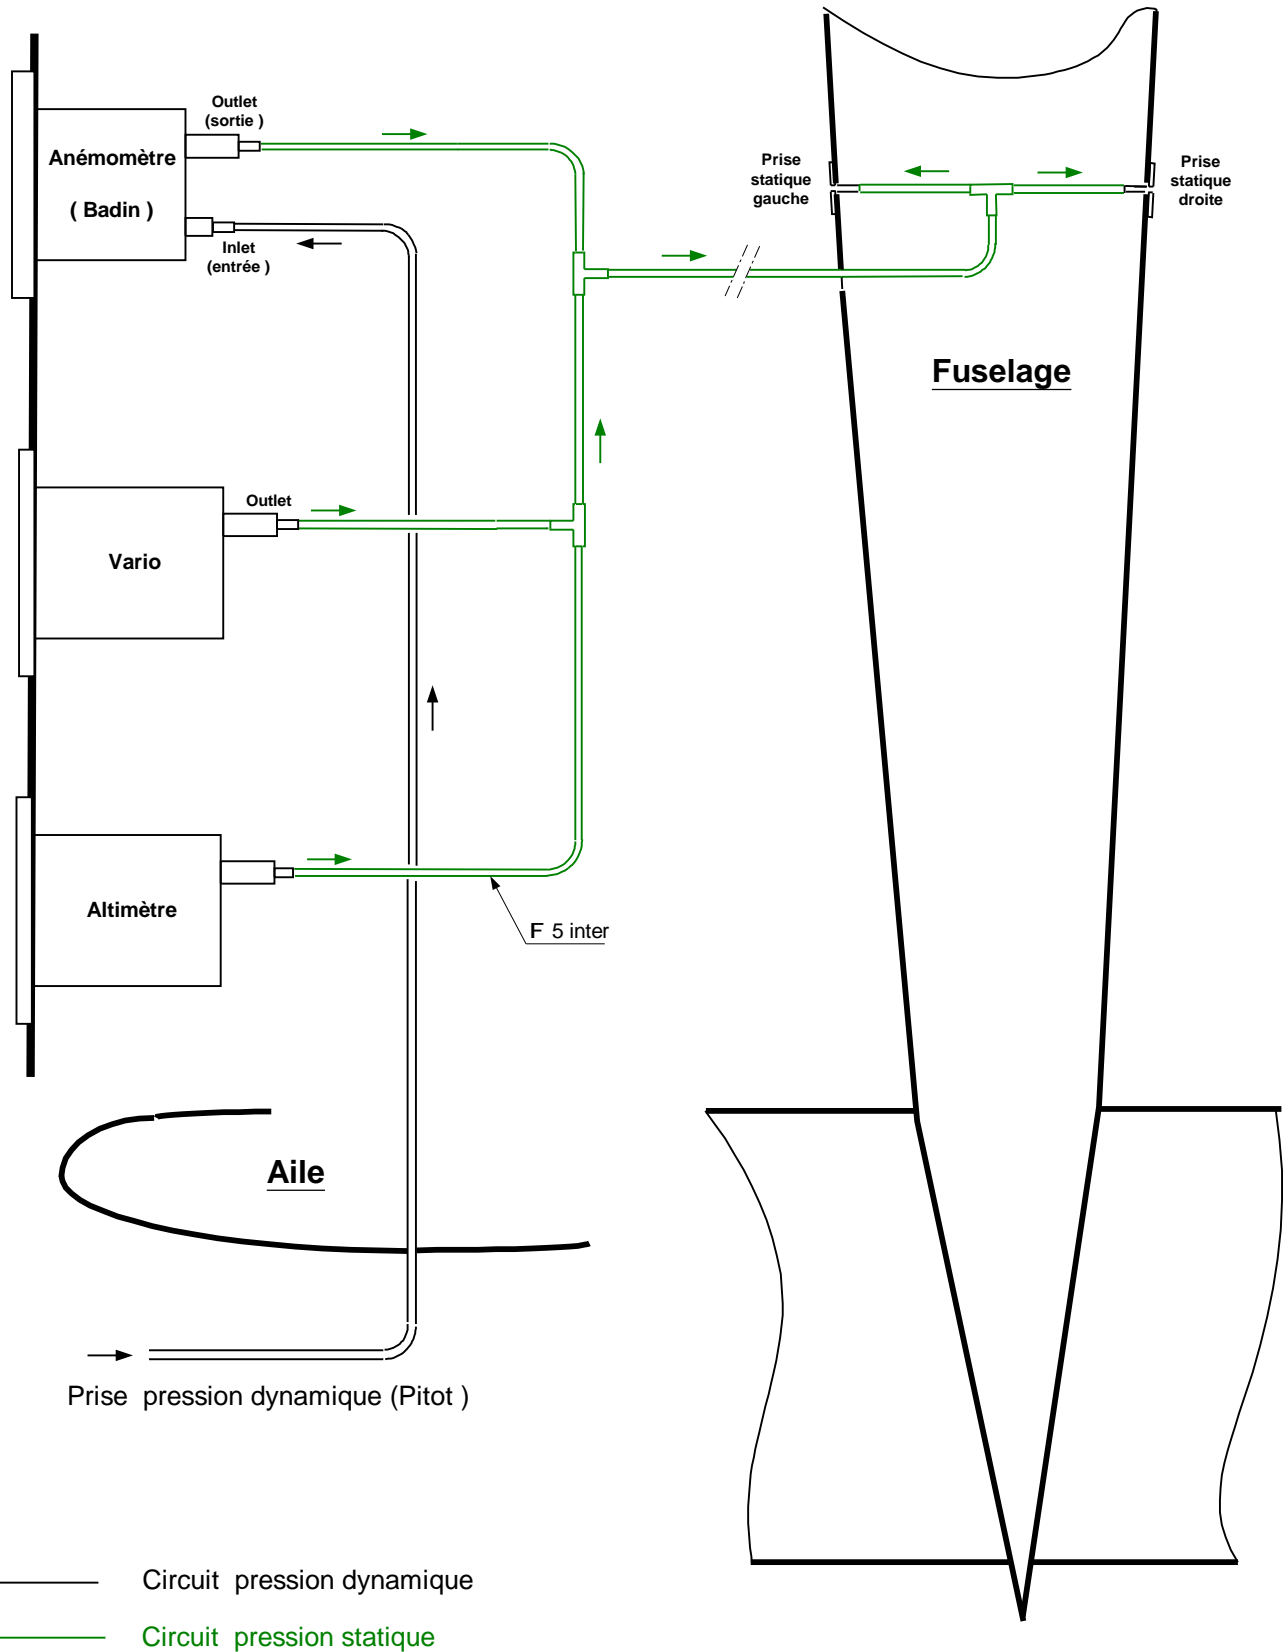 Outlet
(sortie )
Anémomètre
( Badin )
Inlet
(entrée )
Prise
statique
gauche
Prise
statique
droite
Fuselage
Outlet
Vario
Altimètre
F 5 inter
Aile
Prise pression dynamique (Pitot )
Circuit pression dynamique
Circuit pression statique